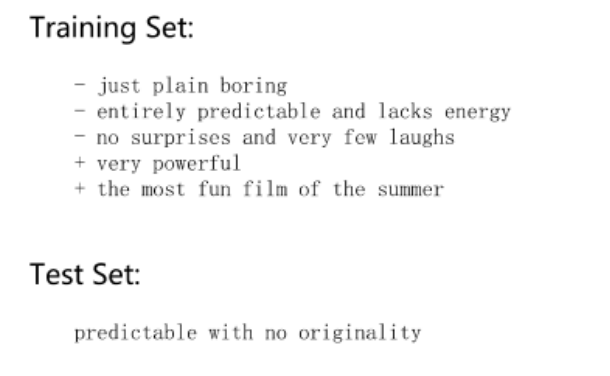 Training Set:
- just plain boring
- entirely predictable and lacks energy
- no surprises and very few laughs
+ very powerful
+ the most fun film of the summer
Test Set:
predictable with no originality